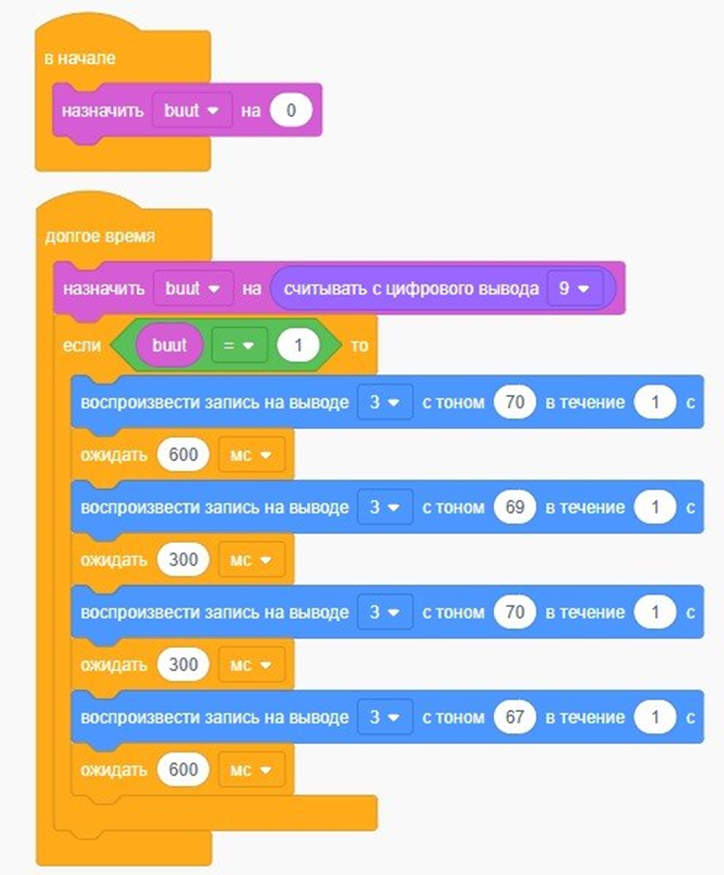 в начале
назначить buut на 0
долгое время
назначить buut на считывать с цифрового вывода 9
если buut = 1 то
воспроизвести запись на выводе 3 с тоном 70 в течение 1 с
ожидать 600 мс
воспроизвести запись на выводе 3 с тоном 69 в течение 1 с
ожидать 300 мс
воспроизвести запись на выводе 3 с тоном 70 в течение 1 с
ожидать 300 мс
воспроизвести запись на выводе 3 с тоном 67 в течение 1 с
ожидать 600 мс